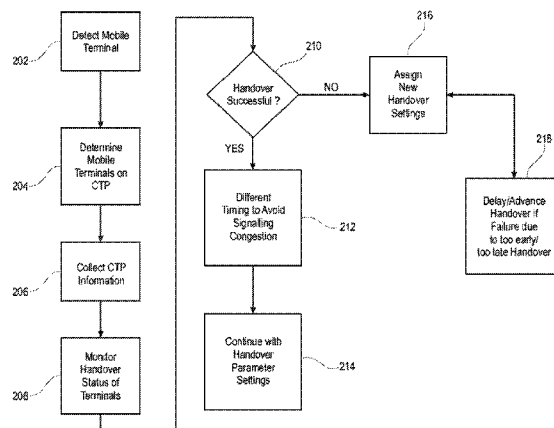 Detect Mobile
Terminal
202
Determine
Mobile
Terminals on
CTP
204
Collect CTP
Information
206
Monitor
Handover
Status of
Terminals
208
210
Handover
Successful ?
NO
YES
Different
Timing to Avoid
Signalling
Congestion
212
Continue with
Handover
Parameter
Settings
214
216
Assign
New
Handover
Settings
218
Delay/Advance
Handover if
Failure due
to too early/
too late Handover